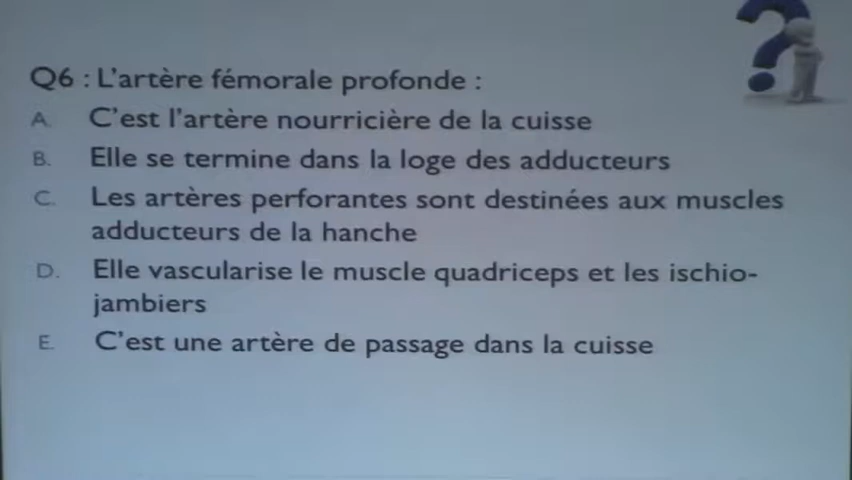 Q6 : L'artère fémorale profonde :
A. C'est l'artère nourricière de la cuisse
B. Elle se termine dans la loge des adducteurs
C. Les artères perforantes sont destinées aux muscles
adducteurs de la hanche
D. Elle vascularise le muscle quadriceps et les ischio-
jambiers
E. C'est une artère de passage dans la cuisse